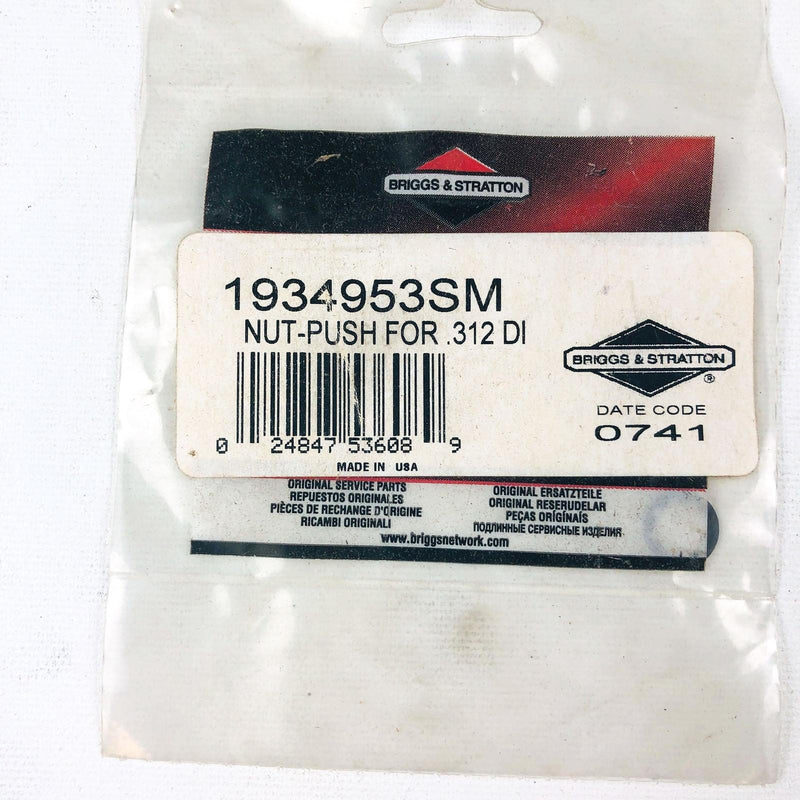 BRIGGS & STRATTON
1934953SM
NUT-PUSH FOR .312 DI
BRIGGS & STRATTON
®
DATE CODE
0741
0 24847 53608 9
MADE IN USA
ORIGINAL SERVICE PARTS
REPUESTOS ORIGINALES
PIÈCES DE RECHANGE D'ORIGINE
RICAMBI ORIGINALI
ORIGINAL ERSATZTEILE
ORIGINAL RESERUDELAR
PEÇAS ORIGÍNAIS
ПОДЛИННЫЕ СЕРВИСНЫЕ ИЗДЕЛИЯ
www.briggsnetwork.com